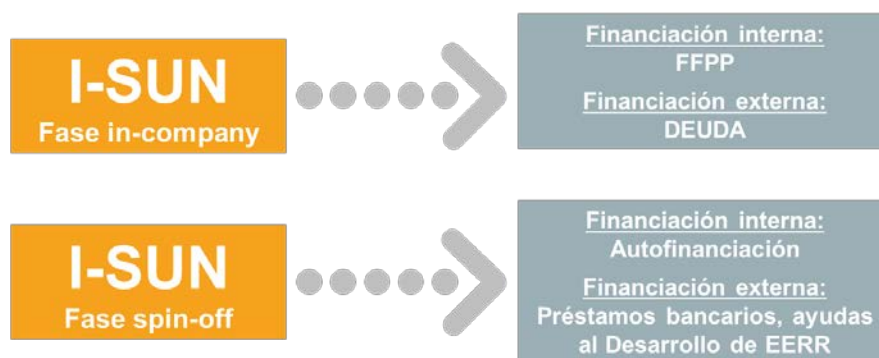 I-SUN
Fase in-company
Financiación interna:
FFPP
Financiación externa:
DEUDA
I-SUN
Fase spin-off
Financiación interna:
Autofinanciación
Financiación externa:
Préstamos bancarios, ayudas
al Desarrollo de EERR